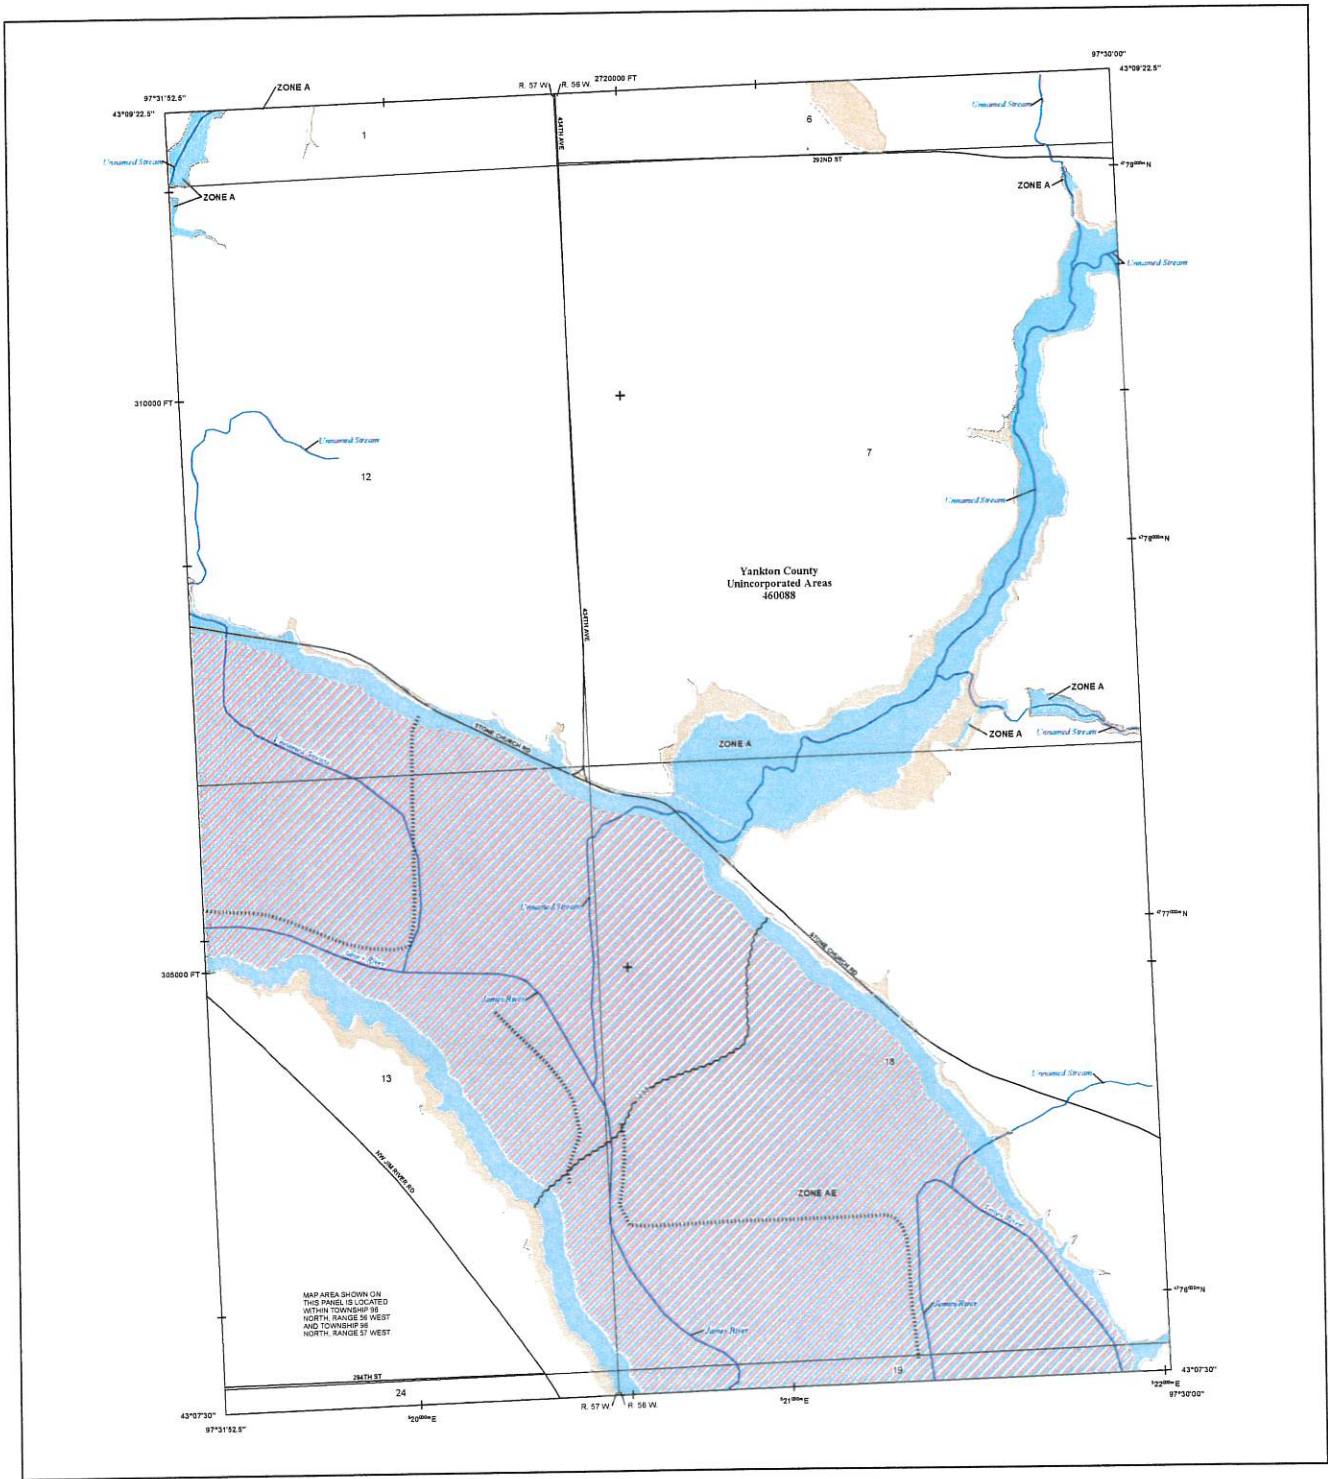 97°30'00"
43°09'22.5"
ZONE A
R. 57 W.
R. 56 W.
2720000 FT
97°31'52.5"
43°09'22.5"
Unnamed Stream
6
1
434TH AVE
292ND ST
4779000m N
Unnamed Stream
ZONE A
ZONE A
Unnamed Stream
310000 FT
Unnamed Stream
7
12
Unnamed Stream
4778000m N
Yankton County
Unincorporated Areas
460088
434TH AVE
ZONE A
STONE CHURCH RD
ZONE A
ZONE A
Unnamed Stream
Unnamed Stream
Unnamed Stream
4777000m N
STONE CHURCH RD
James River
305000 FT
James River
18
13
Unnamed Stream
NW JIM RIVER RD
ZONE AE
James River
4776000m N
MAP AREA SHOWN ON
THIS PANEL IS LOCATED
WITHIN TOWNSHIP 96
NORTH, RANGE 56 WEST
AND TOWNSHIP 96
NORTH, RANGE 57 WEST
James River
James River
294TH ST
19
43°07'30"
24
R. 57 W.
R. 56 W.
522000m E
97°30'00"
43°07'30"
520000m E
521000m E
97°31'52.5"